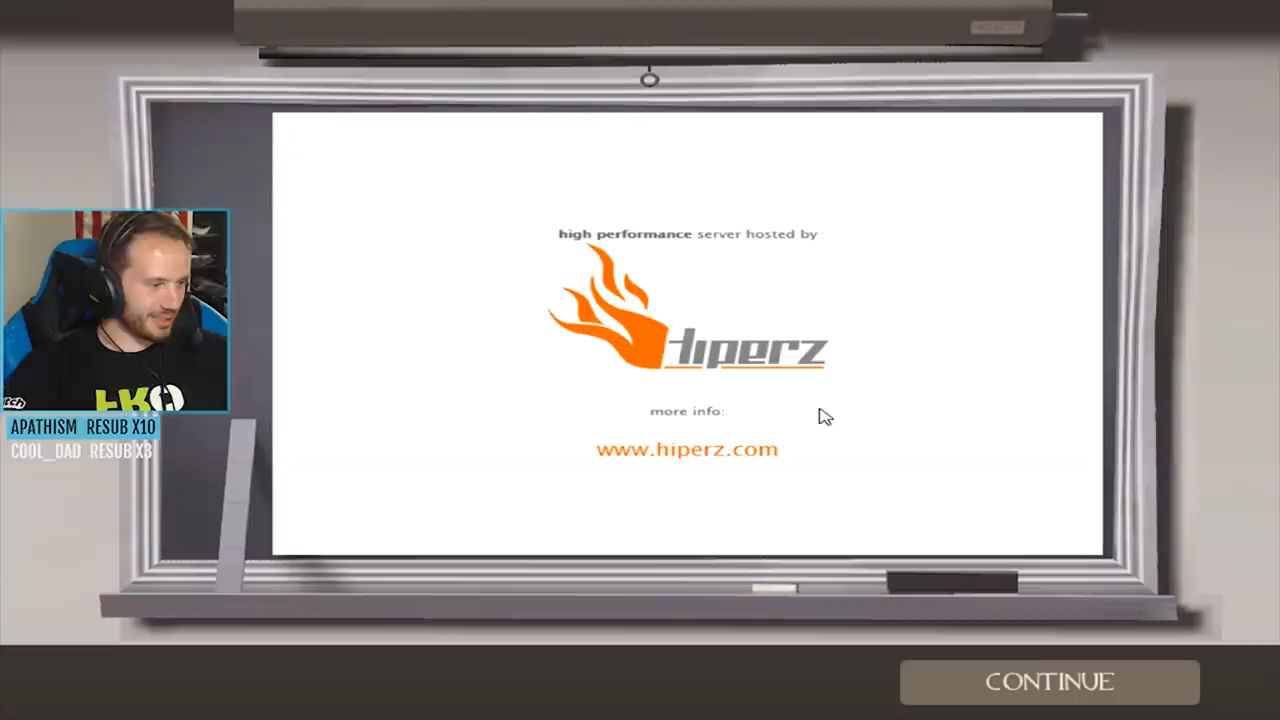 high performance server hosted by
Hiperz
more info:
www.hiperz.com
APATHISM RESUB X10
COOL_DAD RESUB X3
CONTINUE